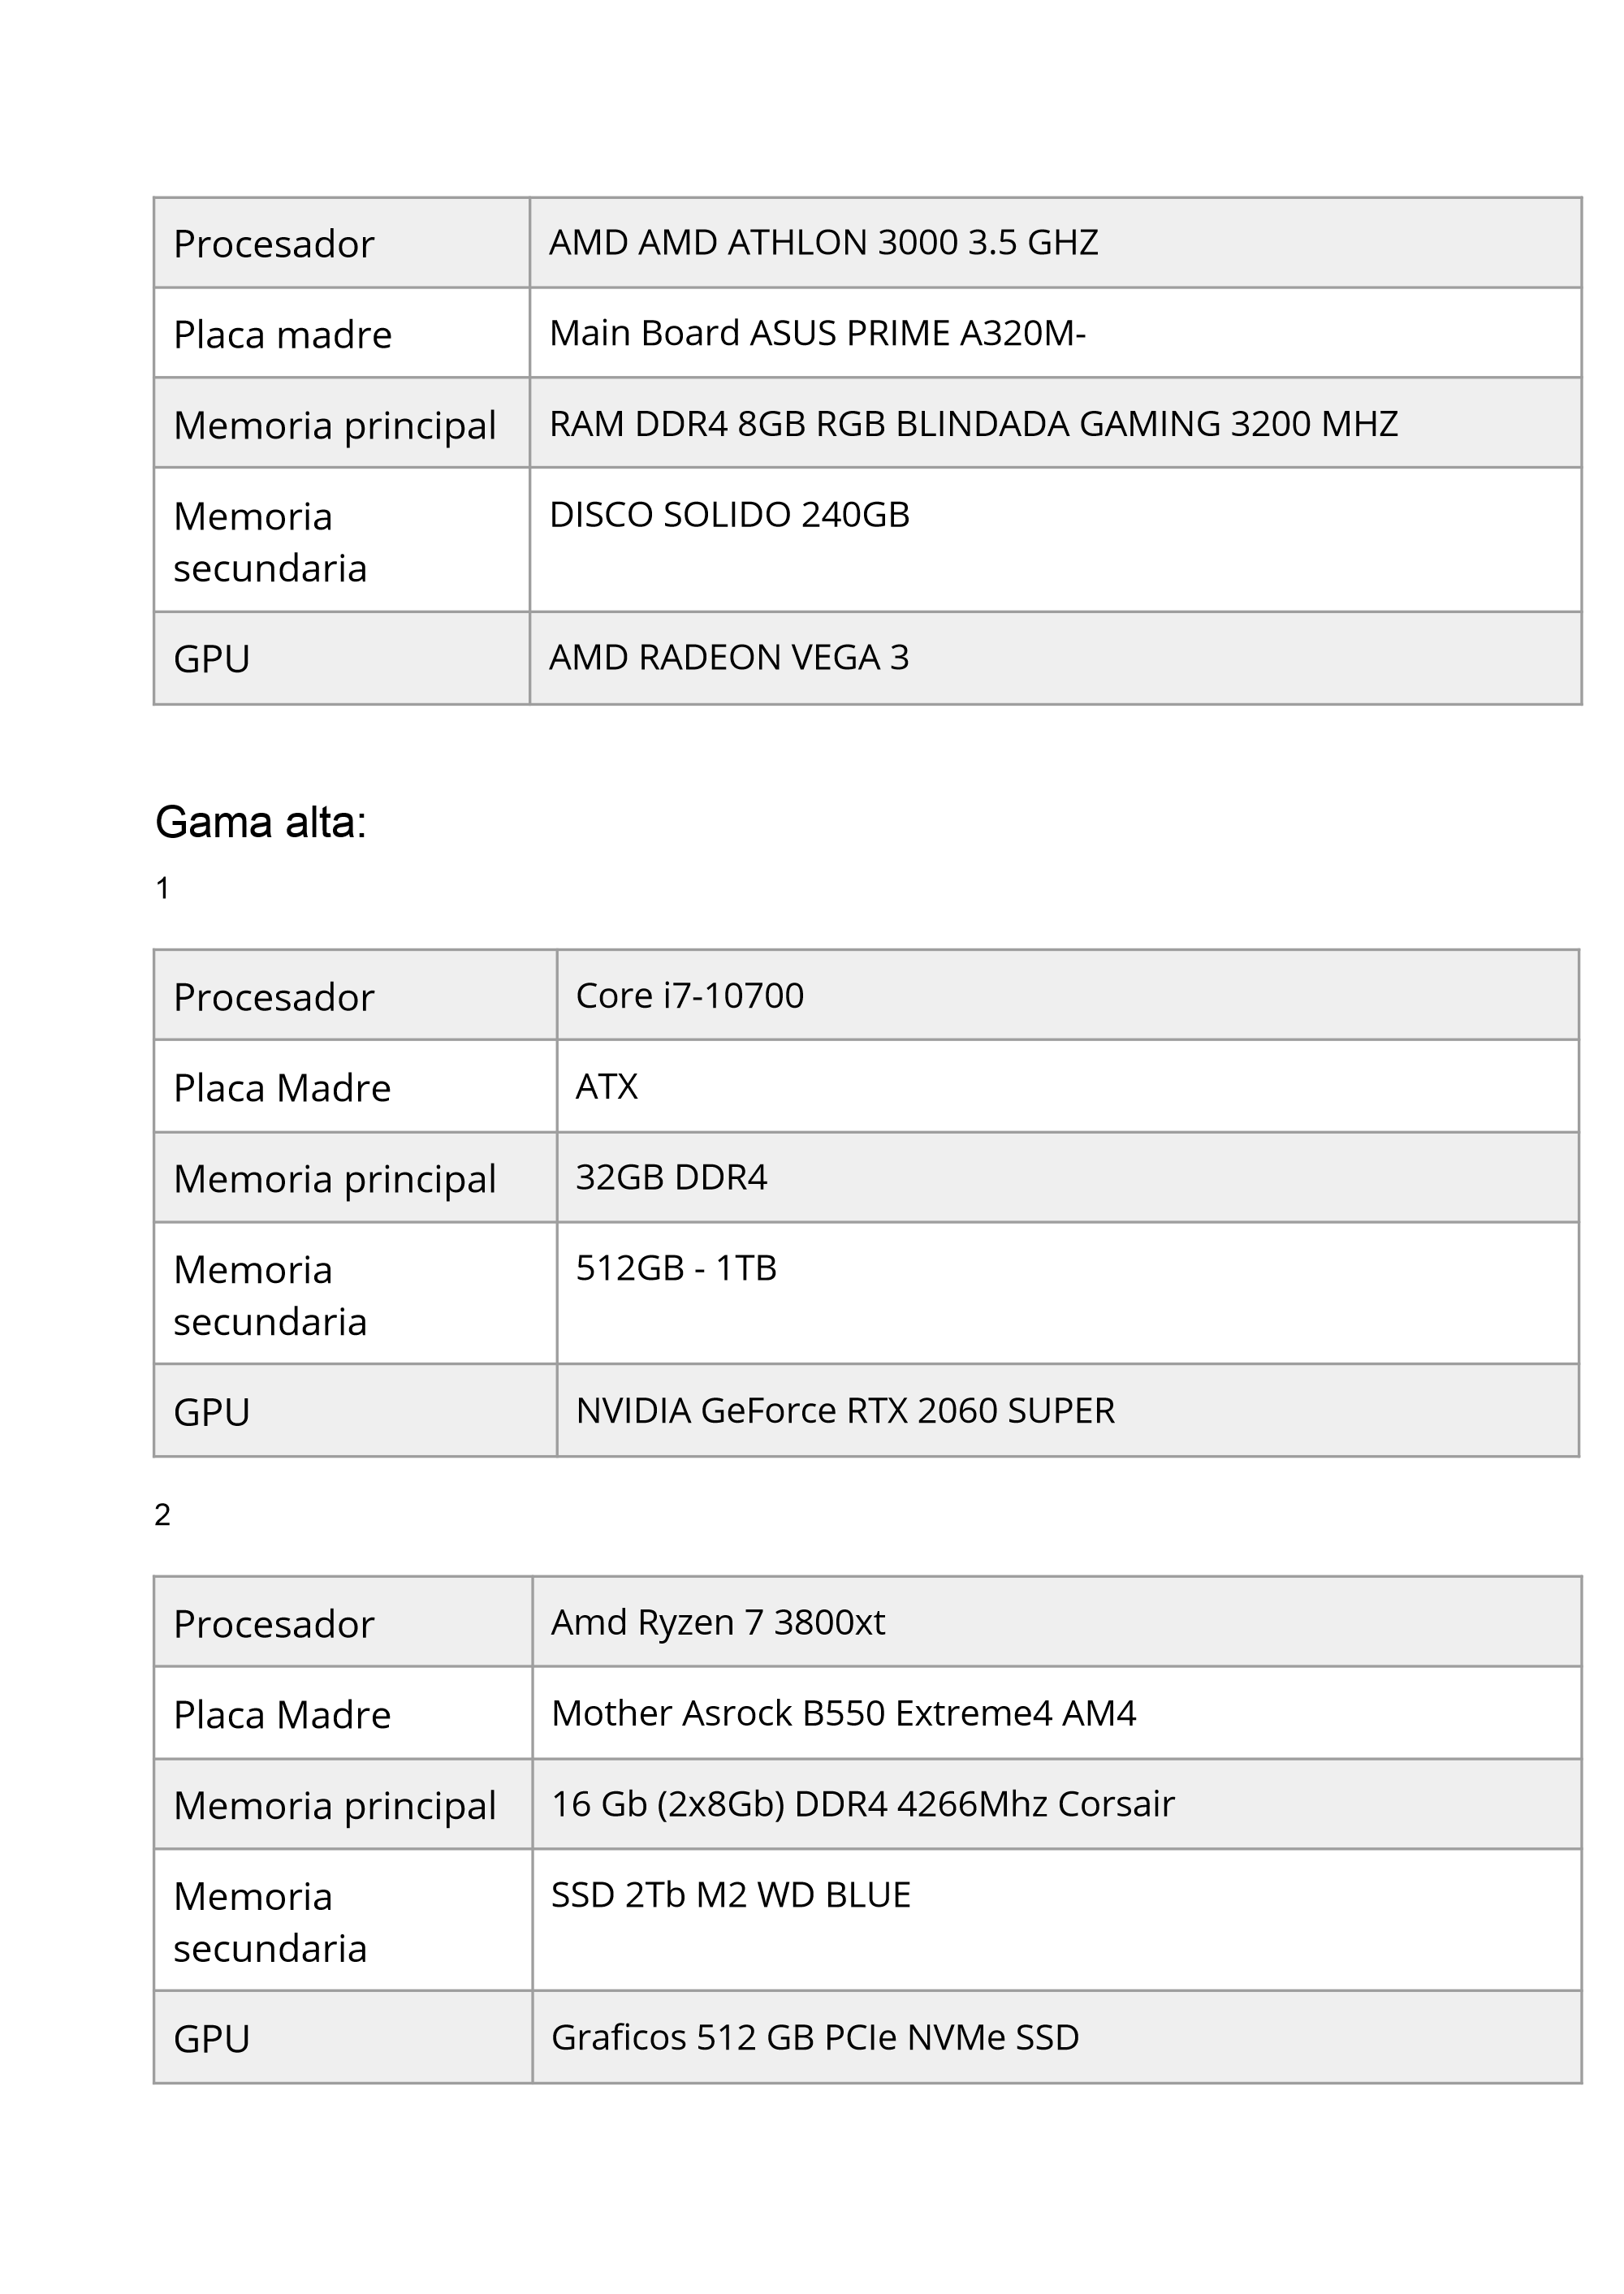 Procesador AMD AMD ATHLON 3000 3.5 GHZ
Placa madre Main Board ASUS PRIME A320M-
Memoria principal RAM DDR4 8GB RGB BLINDADA GAMING 3200 MHZ
Memoria DISCO SOLIDO 240GB
secundaria
GPU AMD RADEON VEGA 3
Gama alta:
1
Procesador Core i7-10700
Placa Madre ATX
Memoria principal 32GB DDR4
Memoria 512GB - 1TB
secundaria
GPU NVIDIA GeForce RTX 2060 SUPER
2
Procesador Amd Ryzen 7 3800xt
Placa Madre Mother Asrock B550 Extreme4 AM4
Memoria principal 16 Gb (2x8Gb) DDR4 4266Mhz Corsair
Memoria SSD 2Tb M2 WD BLUE
secundaria
GPU Graficos 512 GB PCIe NVMe SSD